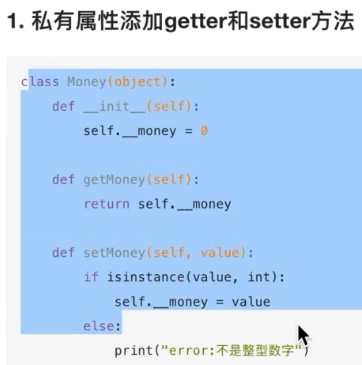 1. 私有属性添加getter和setter方法
class Money(object):
    def __init__(self):
        self.__money = 0
    def getMoney(self):
        return self.__money
    def setMoney(self, value):
        if isinstance(value, int):
            self.__money = value
        else:
            print("error:不是整型数字")